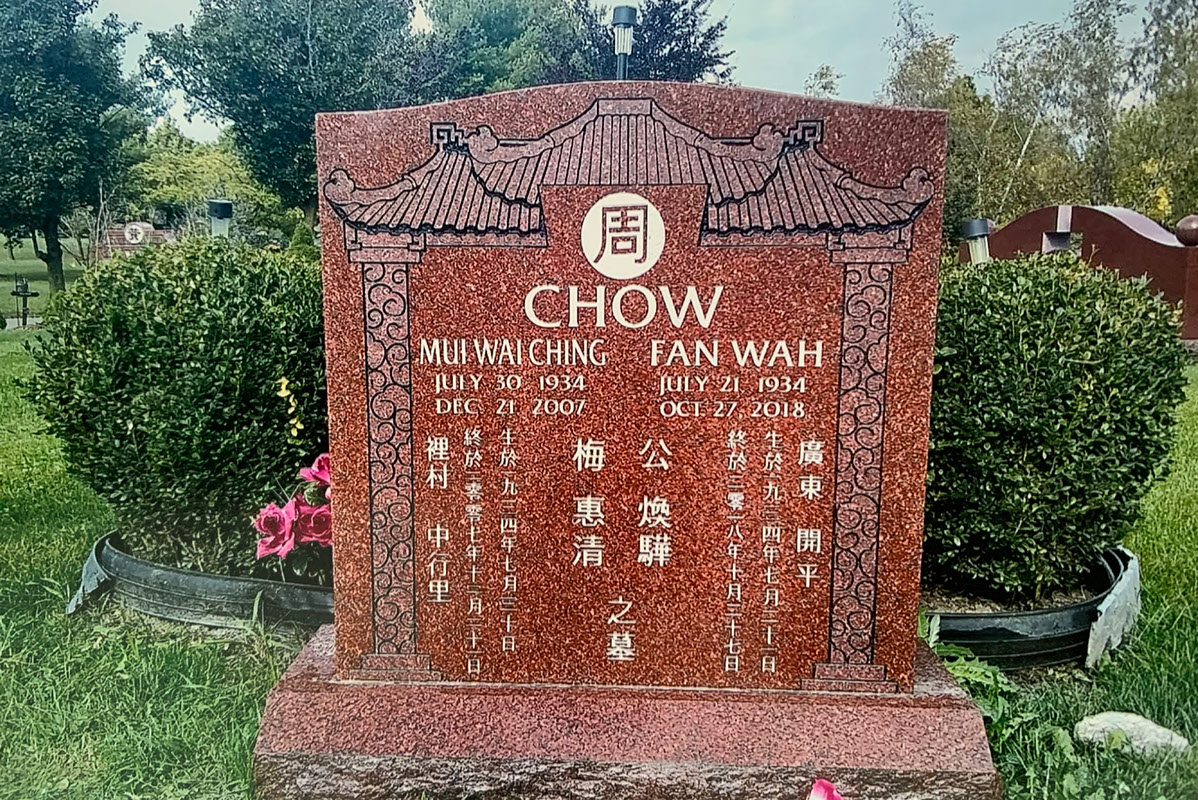 周
CHOW
MUI WAI CHING FAN WAH
JULY 30 1934 JULY 21 1934
DEC. 21 2007 OCT. 27, 2018
廣東 開平
生於一九三四年七月二十一日
終於二零一八年十月二十七日
公 煥驊
梅 惠清
之墓
生於一九三四年七月三十日
終於二零零七年十二月二十一日
裡村 中行里